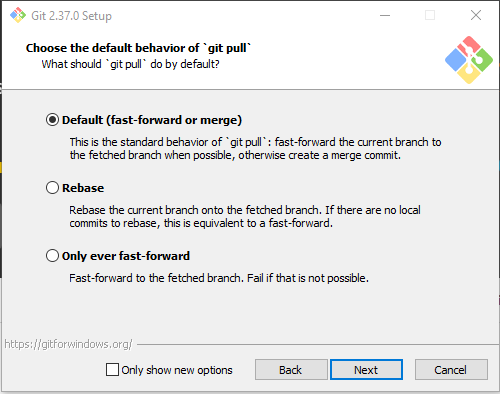 Git 2.37.0 Setup
Choose the default behavior of `git pull`
What should `git pull` do by default?
Default (fast-forward or merge)
This is the standard behavior of `git pull`: fast-forward the current branch to
the fetched branch when possible, otherwise create a merge commit.
Rebase
Rebase the current branch onto the fetched branch. If there are no local
commits to rebase, this is equivalent to a fast-forward.
Only ever fast-forward
Fast-forward to the fetched branch. Fail if that is not possible.
https://gitforwindows.org/
Only show new options
Back
Next
Cancel